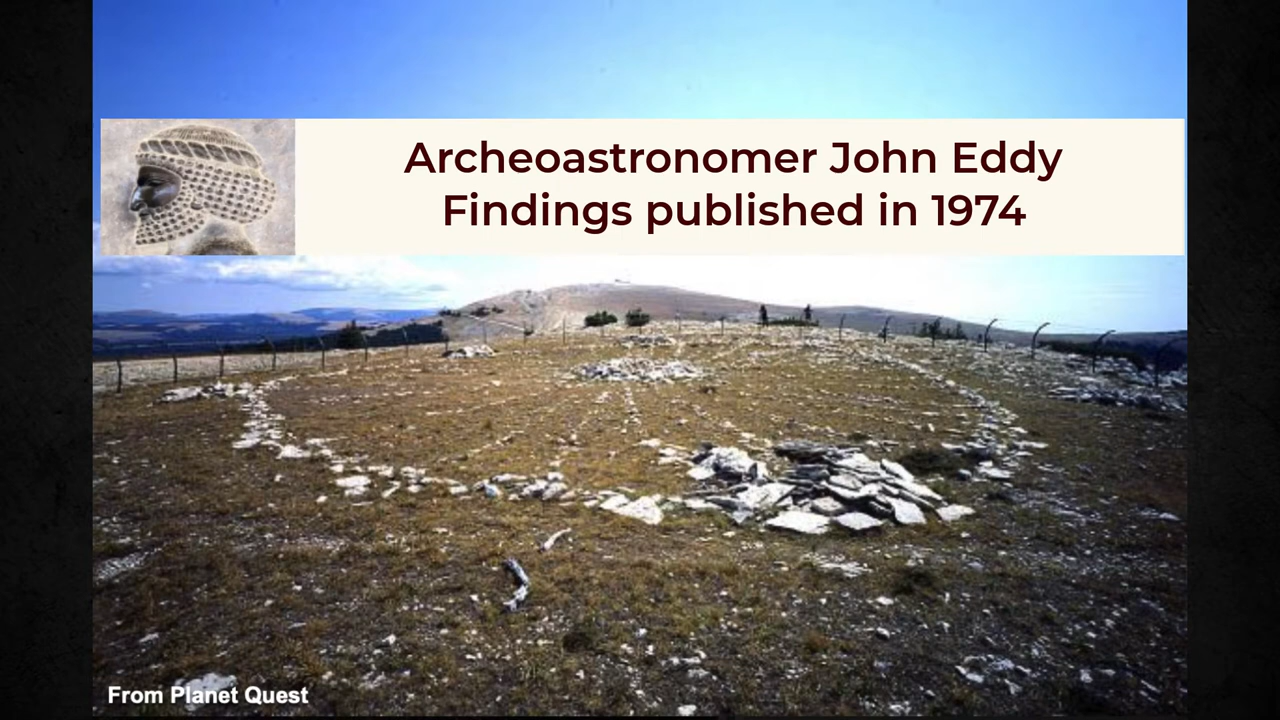 Archeoastronomer John Eddy
Findings published in 1974
From Planet Quest